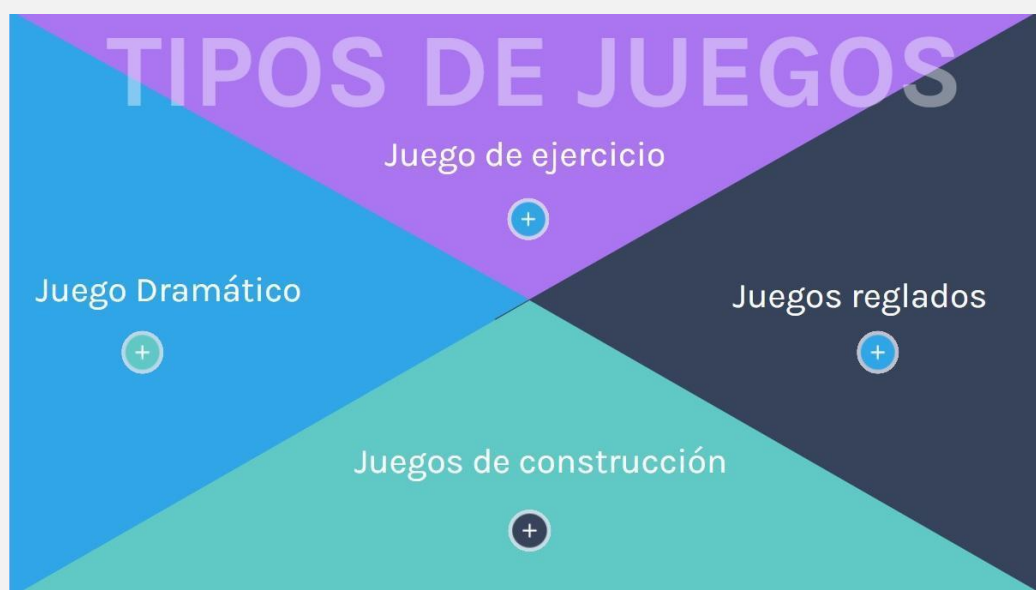 TIPOS DE JUEGOS
Juego de ejercicio
+
Juego Dramático
+
Juegos reglados
+
Juegos de construcción
+